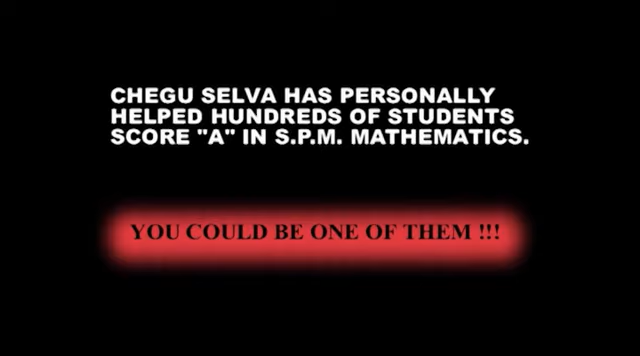 CHEGU SELVA HAS PERSONALLY
HELPED HUNDREDS OF STUDENTS
SCORE "A" IN S.P.M. MATHEMATICS.
YOU COULD BE ONE OF THEM !!!